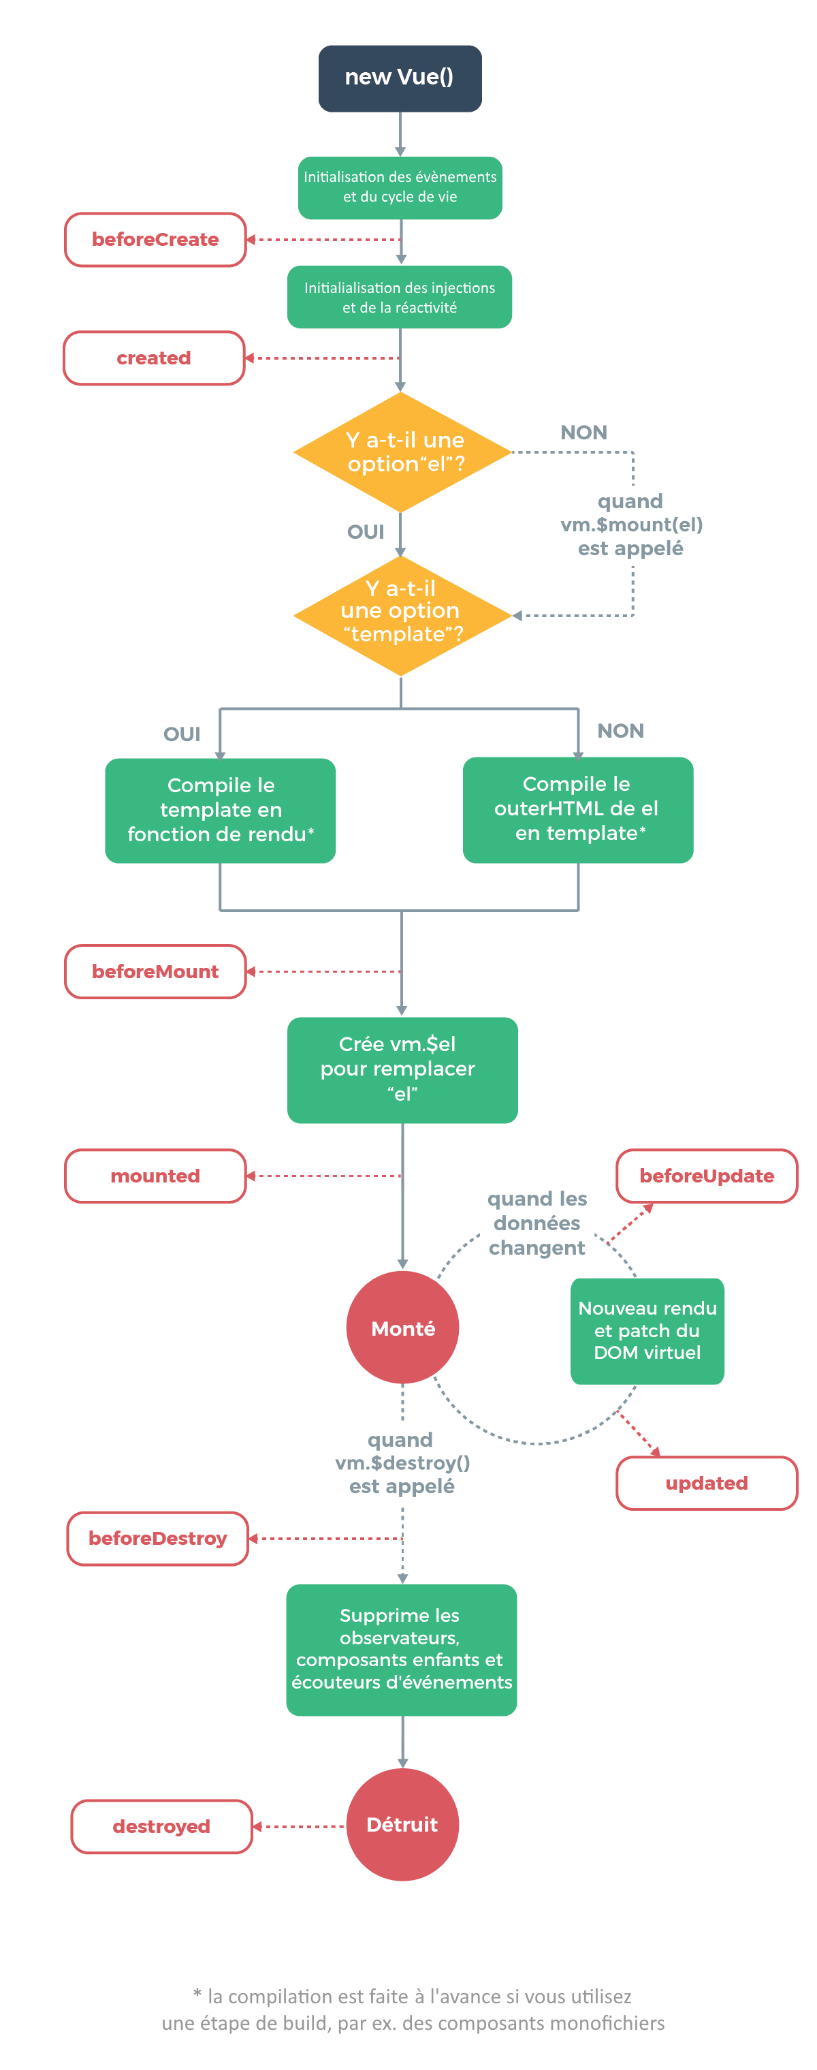 new Vue()
Initialisation des évènements
et du cycle de vie
beforeCreate
Initialialisation des injections
et de la réactivité
created
Y a-t-il une
option“el”?
NON
quand
vm.$mount(el)
est appelé
OUI
Y a-t-il
une option
“template”?
OUI
NON
Compile le
template en
fonction de rendu*
Compile le
outerHTML de el
en template*
beforeMount
Crée vm.$el
pour remplacer
“el”
mounted
beforeUpdate
quand les
données
changent
Nouveau rendu
et patch du
DOM virtuel
Monté
updated
quand
vm.$destroy()
est appelé
beforeDestroy
Supprime les
observateurs,
composants enfants et
écouteurs d'événements
Détruit
destroyed
* la compilation est faite à l'avance si vous utilisez
une étape de build, par ex. des composants monofichiers